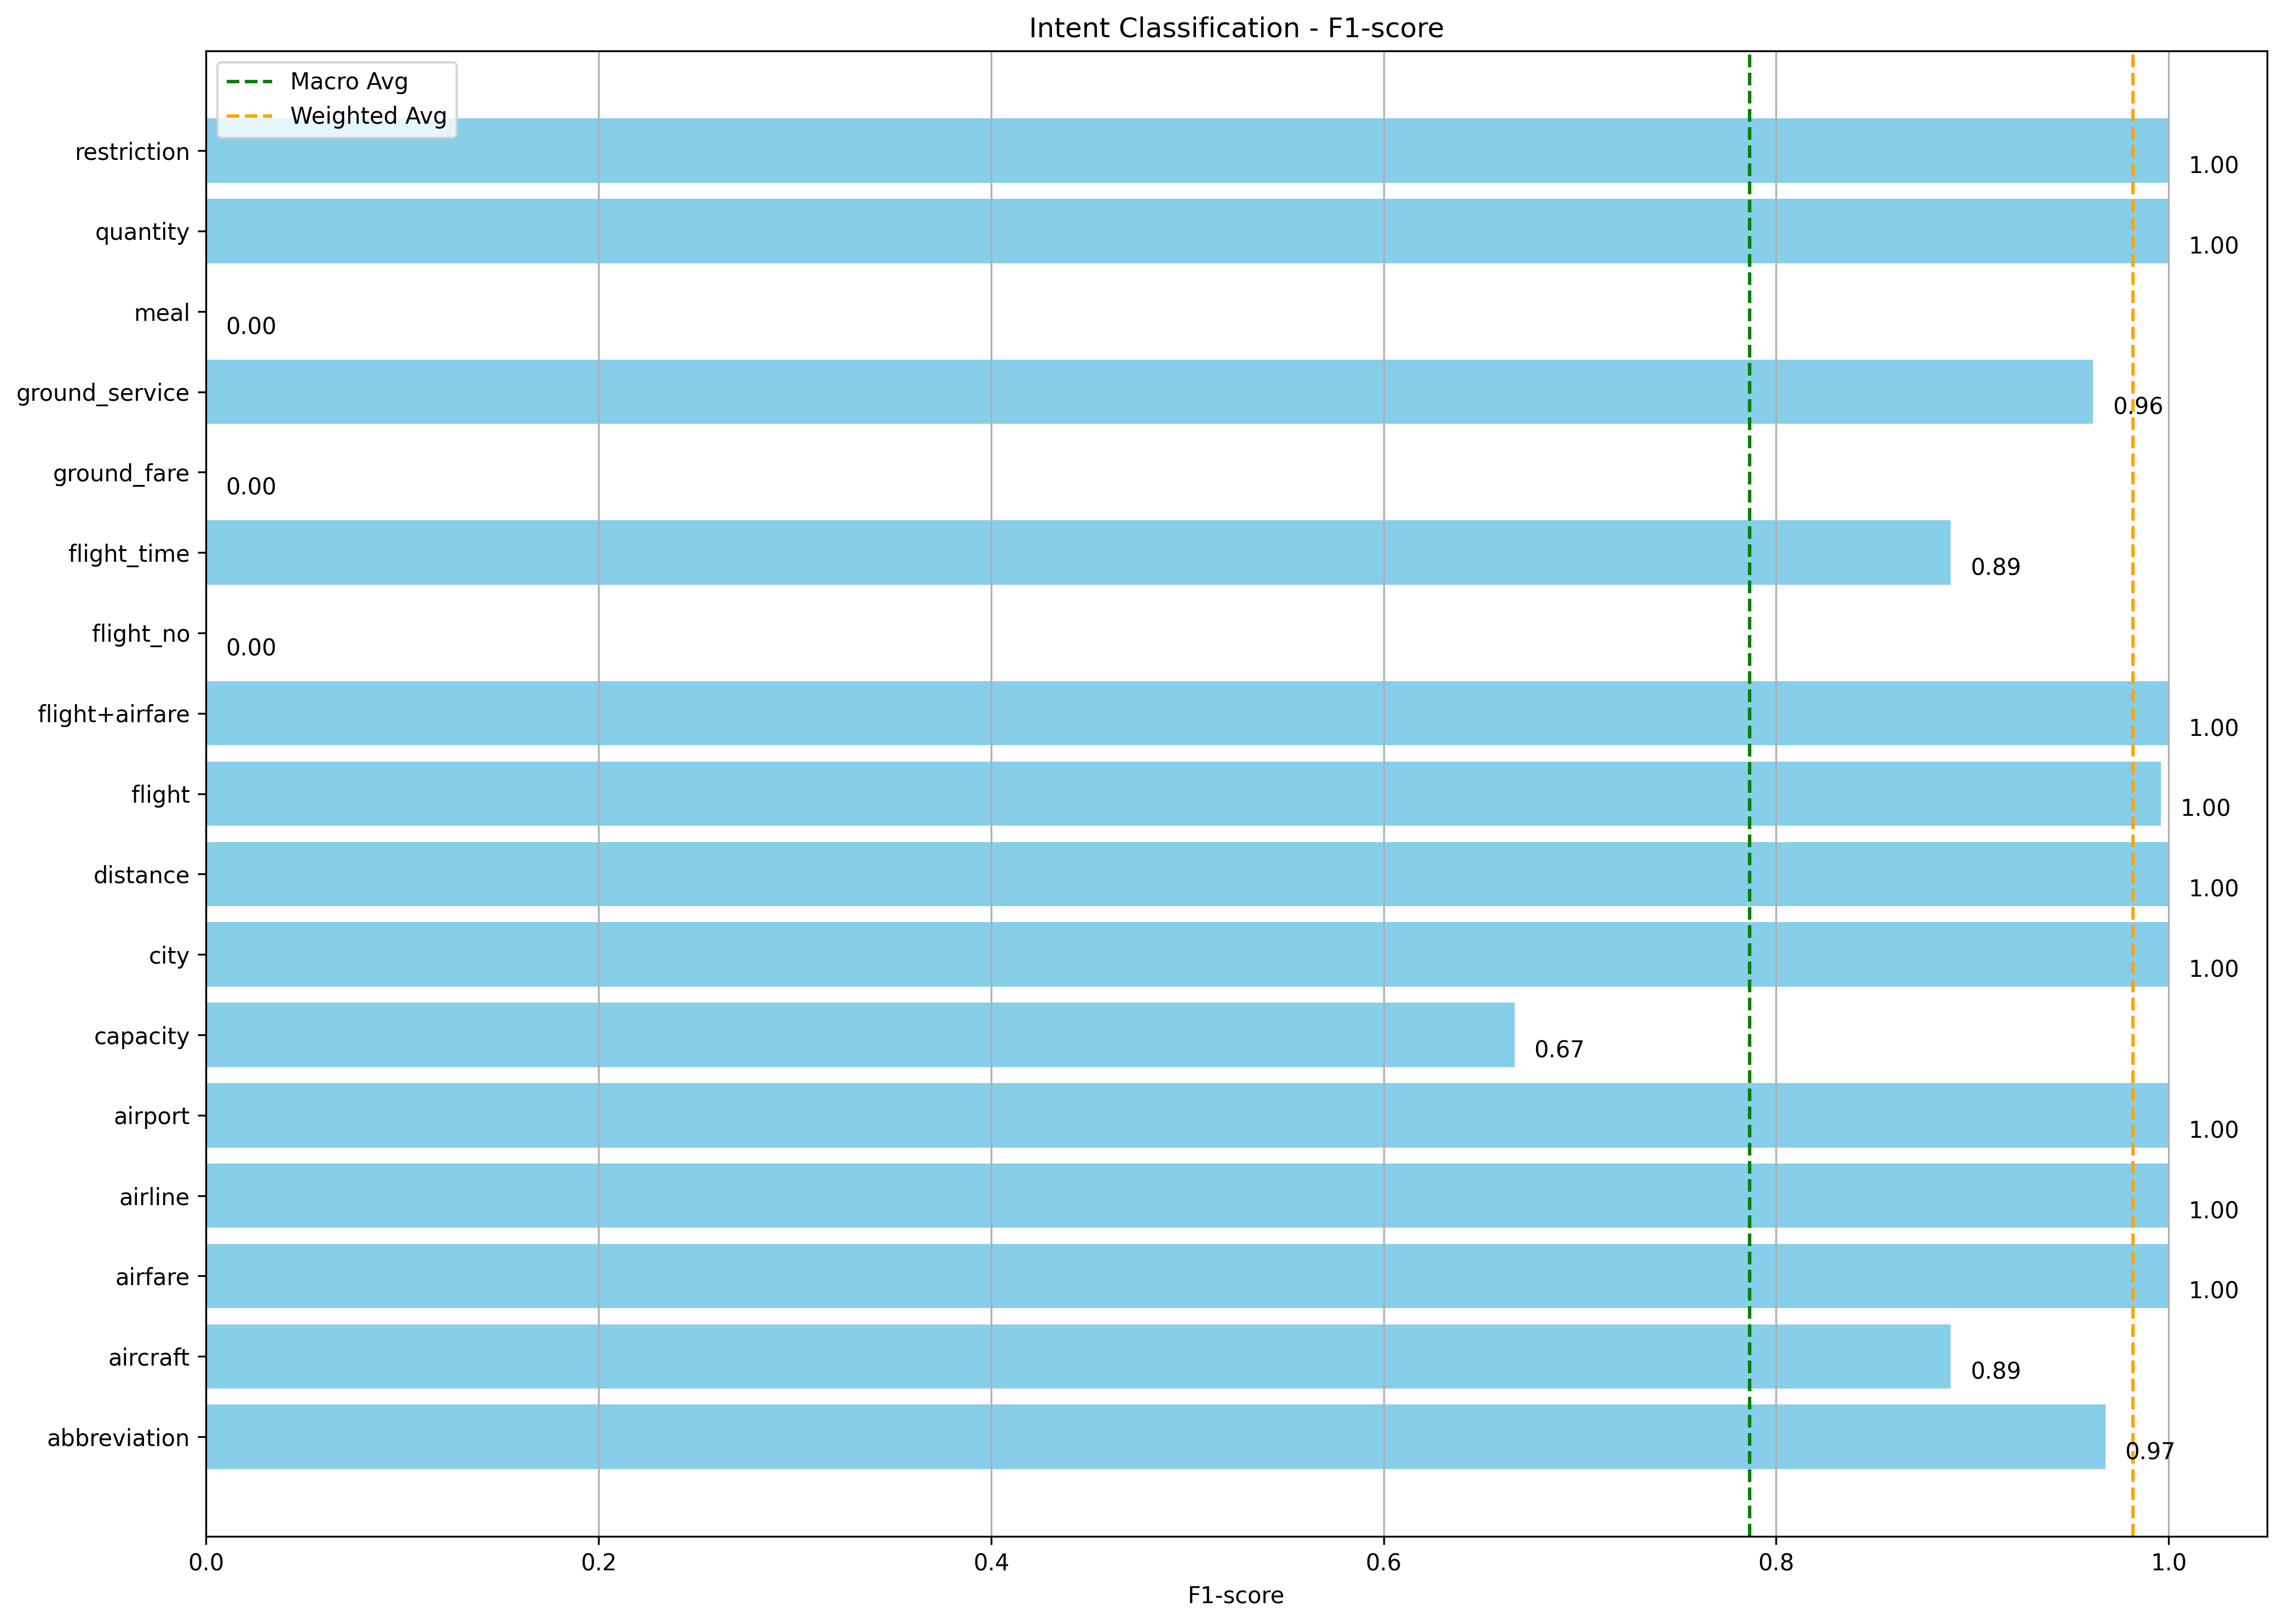 Intent Classification - F1-score
Macro Avg
Weighted Avg
restriction
1.00
quantity
1.00
meal
0.00
ground_service
0.96
ground_fare
0.00
flight_time
0.89
flight_no
0.00
flight+airfare
1.00
flight
1.00
distance
1.00
city
1.00
capacity
0.67
airport
1.00
airline
1.00
airfare
1.00
aircraft
0.89
abbreviation
0.97
0.0 0.2 0.4 0.6 0.8 1.0
F1-score